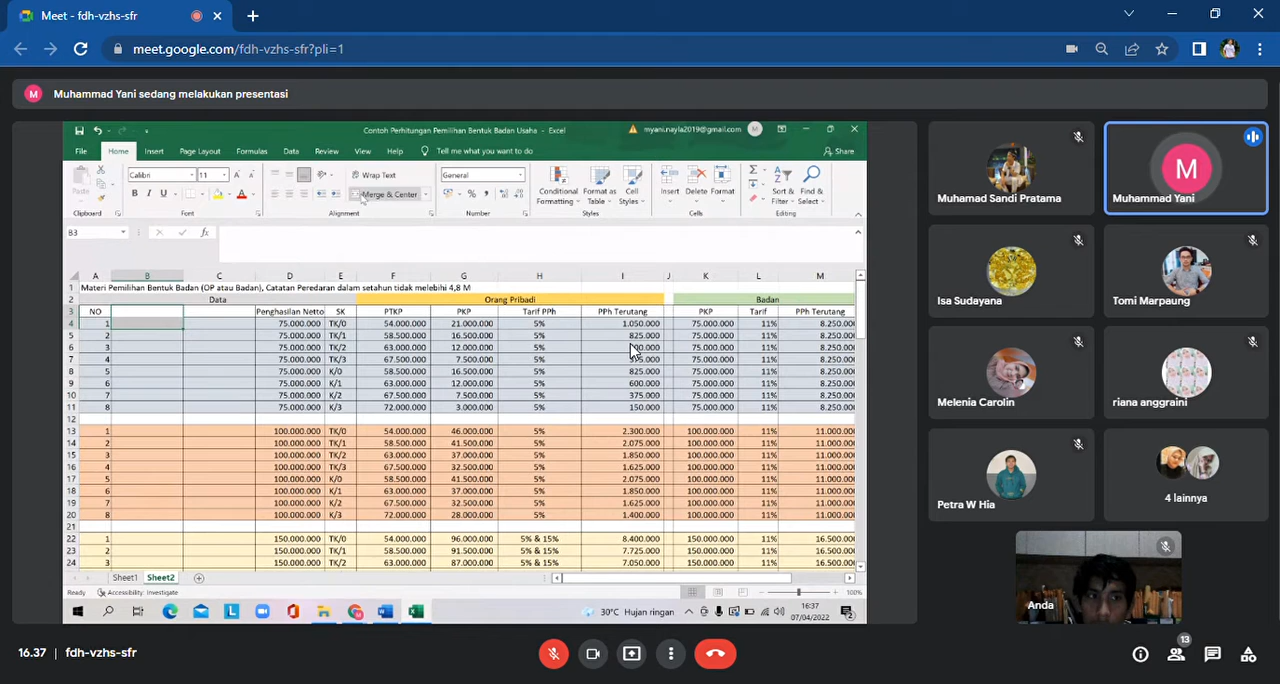 Meet - fdh-vzhs-sfr
meet.google.com/fdh-vzhs-sfr?pli=1
M Muhammad Yani sedang melakukan presentasi
Contoh Perhitungan Pemilihan Bentuk Badan Usaha - Excel
myani.nayla2019@gmail.com M
File Home Insert Page Layout Formulas Data Review View Help Tell me what you want to do Share
Paste Calibri 11 Wrap Text General Conditional Formatting Format as Table Cell Styles Insert Delete Format Sort & Filter Find & Select
B I U Merge & Center
Clipboard Font Alignment Number Styles Cells Editing
B3 fx
A B C D E F G H I J K L M
1 Materi Pemilihan Bentuk Badan (OP atau Badan), Catatan Peredaran dalam setahun tidak melebihi 4,8 M
2 Data Orang Pribadi Badan
3 NO Penghasilan Netto SK PTKP PKP Tarif PPh PPh Terutang PKP Tarif PPh Terutang
4 1 75.000.000 TK/0 54.000.000 21.000.000 5% 1.050.000 75.000.000 11% 8.250.000
5 2 75.000.000 TK/1 58.500.000 16.500.000 5% 825.000 75.000.000 11% 8.250.000
6 3 75.000.000 TK/2 63.000.000 12.000.000 5% 75.000.000 11% 8.250.000
7 4 75.000.000 TK/3 67.500.000 7.500.000 5% 75.000.000 11% 8.250.000
8 5 75.000.000 K/0 58.500.000 16.500.000 5% 825.000 75.000.000 11% 8.250.000
9 6 75.000.000 K/1 63.000.000 12.000.000 5% 600.000 75.000.000 11% 8.250.000
10 7 75.000.000 K/2 67.500.000 7.500.000 5% 375.000 75.000.000 11% 8.250.000
11 8 75.000.000 K/3 72.000.000 3.000.000 5% 150.000 75.000.000 11% 8.250.000
12
13 1 100.000.000 TK/0 54.000.000 46.000.000 5% 2.300.000 100.000.000 11% 11.000.000
14 2 100.000.000 TK/1 58.500.000 41.500.000 5% 2.075.000 100.000.000 11% 11.000.000
15 3 100.000.000 TK/2 63.000.000 37.000.000 5% 1.850.000 100.000.000 11% 11.000.000
16 4 100.000.000 TK/3 67.500.000 32.500.000 5% 1.625.000 100.000.000 11% 11.000.000
17 5 100.000.000 K/0 58.500.000 41.500.000 5% 2.075.000 100.000.000 11% 11.000.000
18 6 100.000.000 K/1 63.000.000 37.000.000 5% 1.850.000 100.000.000 11% 11.000.000
19 7 100.000.000 K/2 67.500.000 32.500.000 5% 1.625.000 100.000.000 11% 11.000.000
20 8 100.000.000 K/3 72.000.000 28.000.000 5% 1.400.000 100.000.000 11% 11.000.000
21
22 1 150.000.000 TK/0 54.000.000 96.000.000 5% & 15% 8.400.000 150.000.000 11% 16.500.000
23 2 150.000.000 TK/1 58.500.000 91.500.000 5% & 15% 7.725.000 150.000.000 11% 16.500.000
24 3 150.000.000 TK/2 63.000.000 87.000.000 5% & 15% 7.050.000 150.000.000 11% 16.500.000
Sheet1 Sheet2
Ready Accessibility: Investigate 100%
30°C Hujan ringan 16:37
07/04/2022
Muhamad Sandi Pratama
M
Muhammad Yani
Isa Sudayana
Tomi Marpaung
Melenia Carolin
riana anggraini
Petra W Hia
4 lainnya
Anda
16.37 | fdh-vzhs-sfr
13